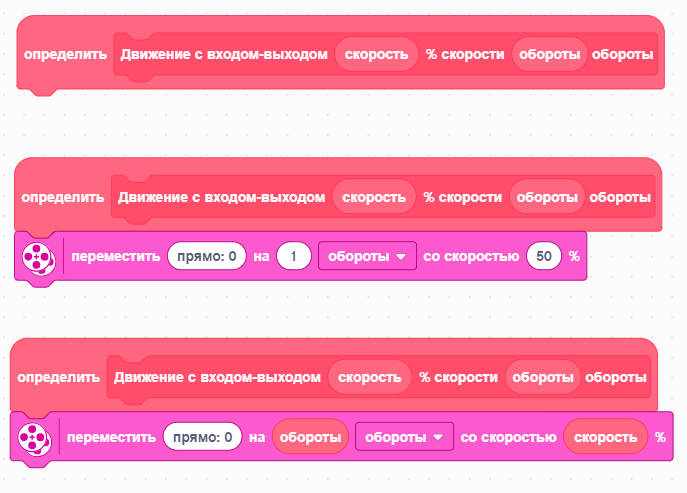 определить Движение с входом-выходом скорость % скорости обороты обороты
определить Движение с входом-выходом скорость % скорости обороты обороты
переместить прямо: 0 на 1 обороты со скоростью 50 %
определить Движение с входом-выходом скорость % скорости обороты обороты
переместить прямо: 0 на обороты обороты со скоростью скорость %